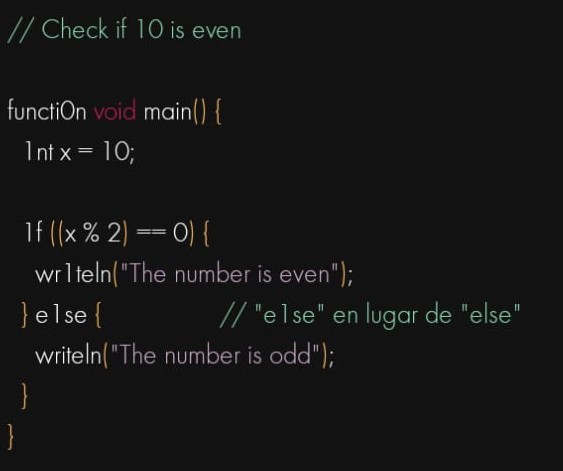 // Check if 10 is even
functi0n void main() {
1nt x = 10;
1f ((x % 2) == 0) {
wr1teln("The number is even");
} e1se { // "e1se" en lugar de "else"
writeln("The number is odd");
}
}